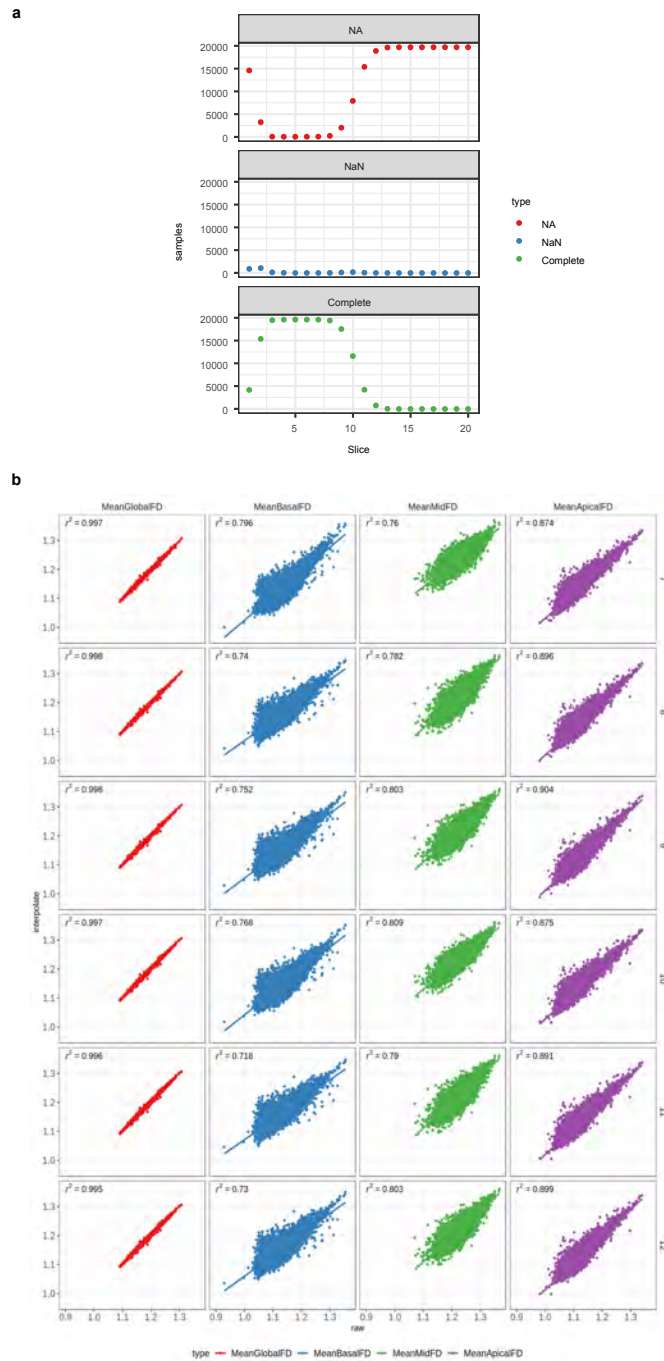 a
NA
20000
15000
10000
5000
0
NaN
20000
15000
10000
5000
0
Complete
20000
15000
10000
5000
0
samples
5 10 15 20
Slice
type
NA
NaN
Complete
b
MeanGlobalFD MeanBasalFD MeanMidFD MeanApicalFD
r² = 0.997 r² = 0.796 r² = 0.76 r² = 0.874
1.3
1.2
1.1
1.0
7
r² = 0.998 r² = 0.74 r² = 0.782 r² = 0.896
1.3
1.2
1.1
1.0
r² = 0.998 r² = 0.752 r² = 0.803 r² = 0.904
1.3
1.2
1.1
1.0
interpolate
r² = 0.997 r² = 0.768 r² = 0.809 r² = 0.875
1.3
1.2
1.1
1.0
10
r² = 0.996 r² = 0.718 r² = 0.79 r² = 0.891
1.3
1.2
1.1
1.0
11
r² = 0.995 r² = 0.73 r² = 0.803 r² = 0.899
1.3
1.2
1.1
1.0
12
0.9 1.0 1.1 1.2 1.3 0.9 1.0 1.1 1.2 1.3 0.9 1.0 1.1 1.2 1.3 0.9 1.0 1.1 1.2 1.3
raw
type MeanGlobalFD MeanBasalFD MeanMidFD MeanApicalFD